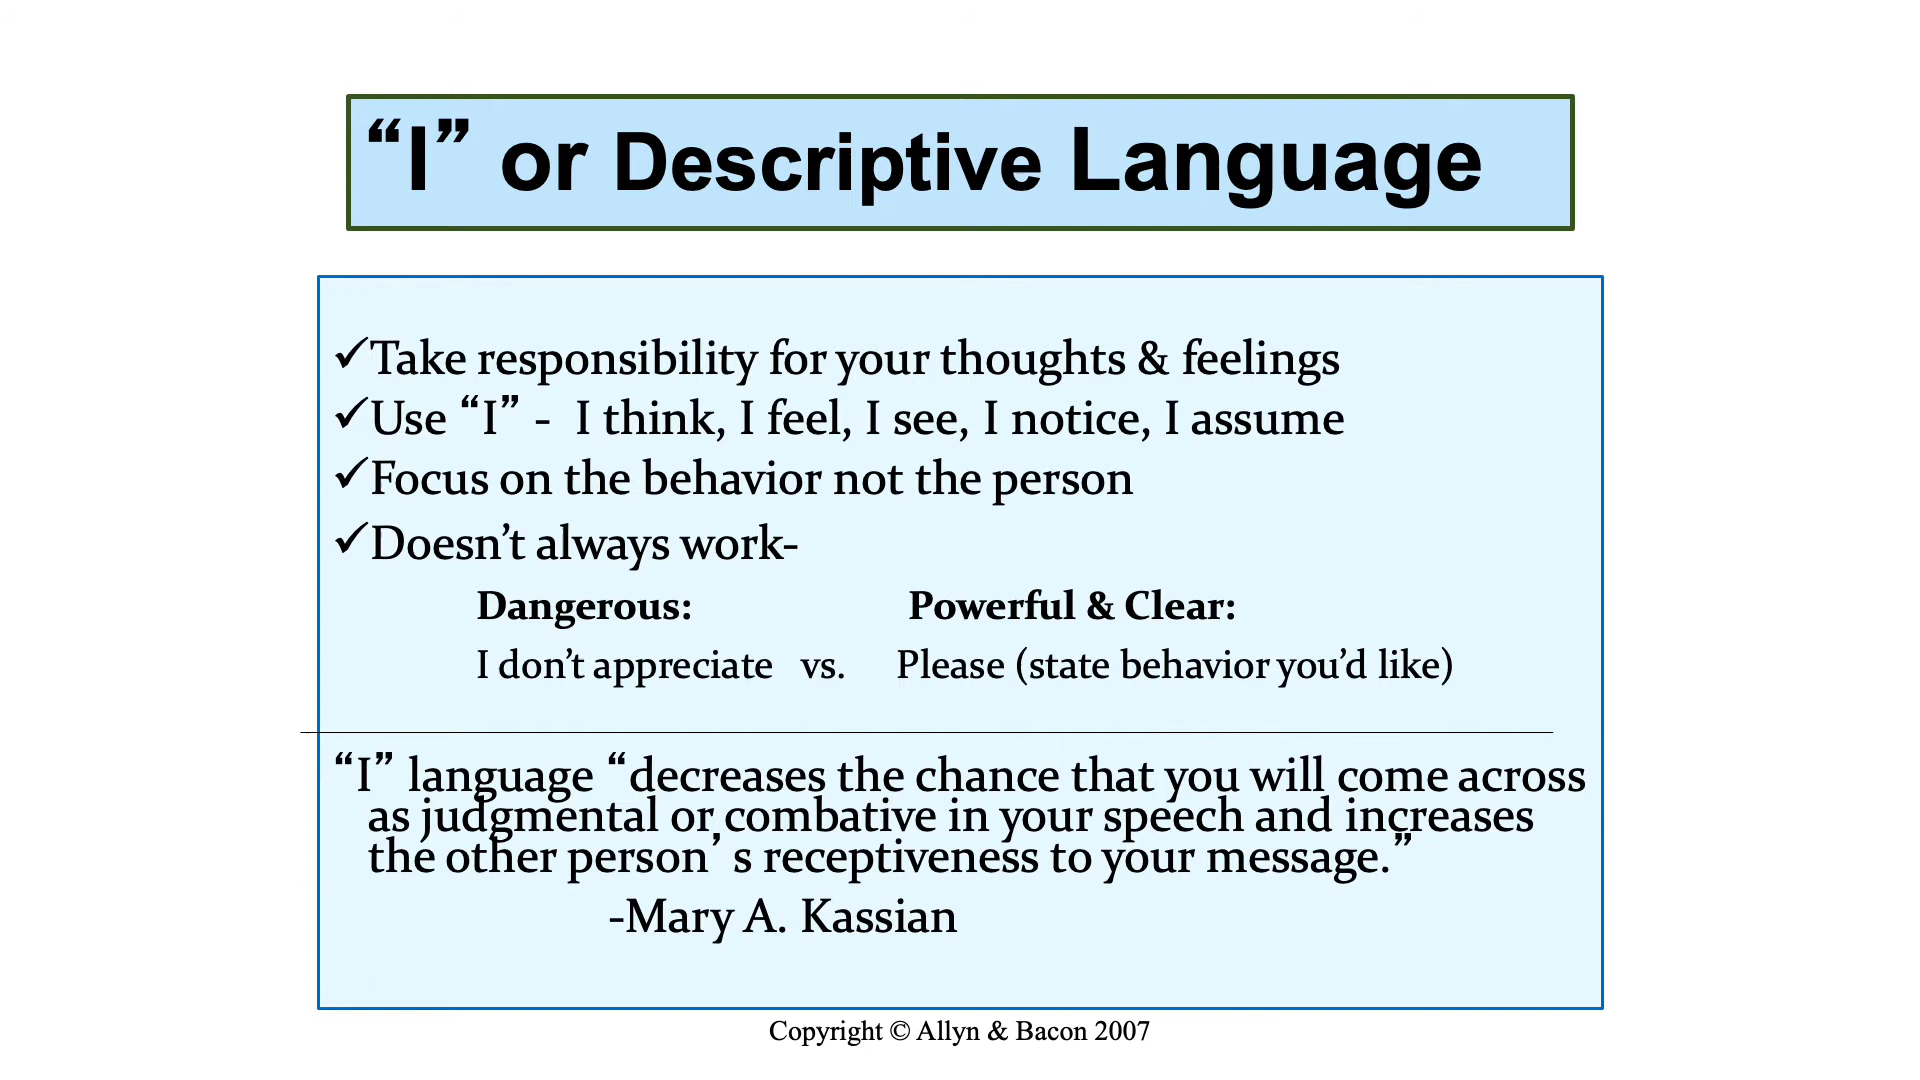 “I” or Descriptive Language
✓Take responsibility for your thoughts & feelings
✓Use “I” - I think, I feel, I see, I notice, I assume
✓Focus on the behavior not the person
✓Doesn’t always work-
Dangerous: Powerful & Clear:
I don’t appreciate vs. Please (state behavior you’d like)
“I” language “decreases the chance that you will come across
as judgmental or combative in your speech and increases
the other person’s receptiveness to your message.”
-Mary A. Kassian
Copyright © Allyn & Bacon 2007